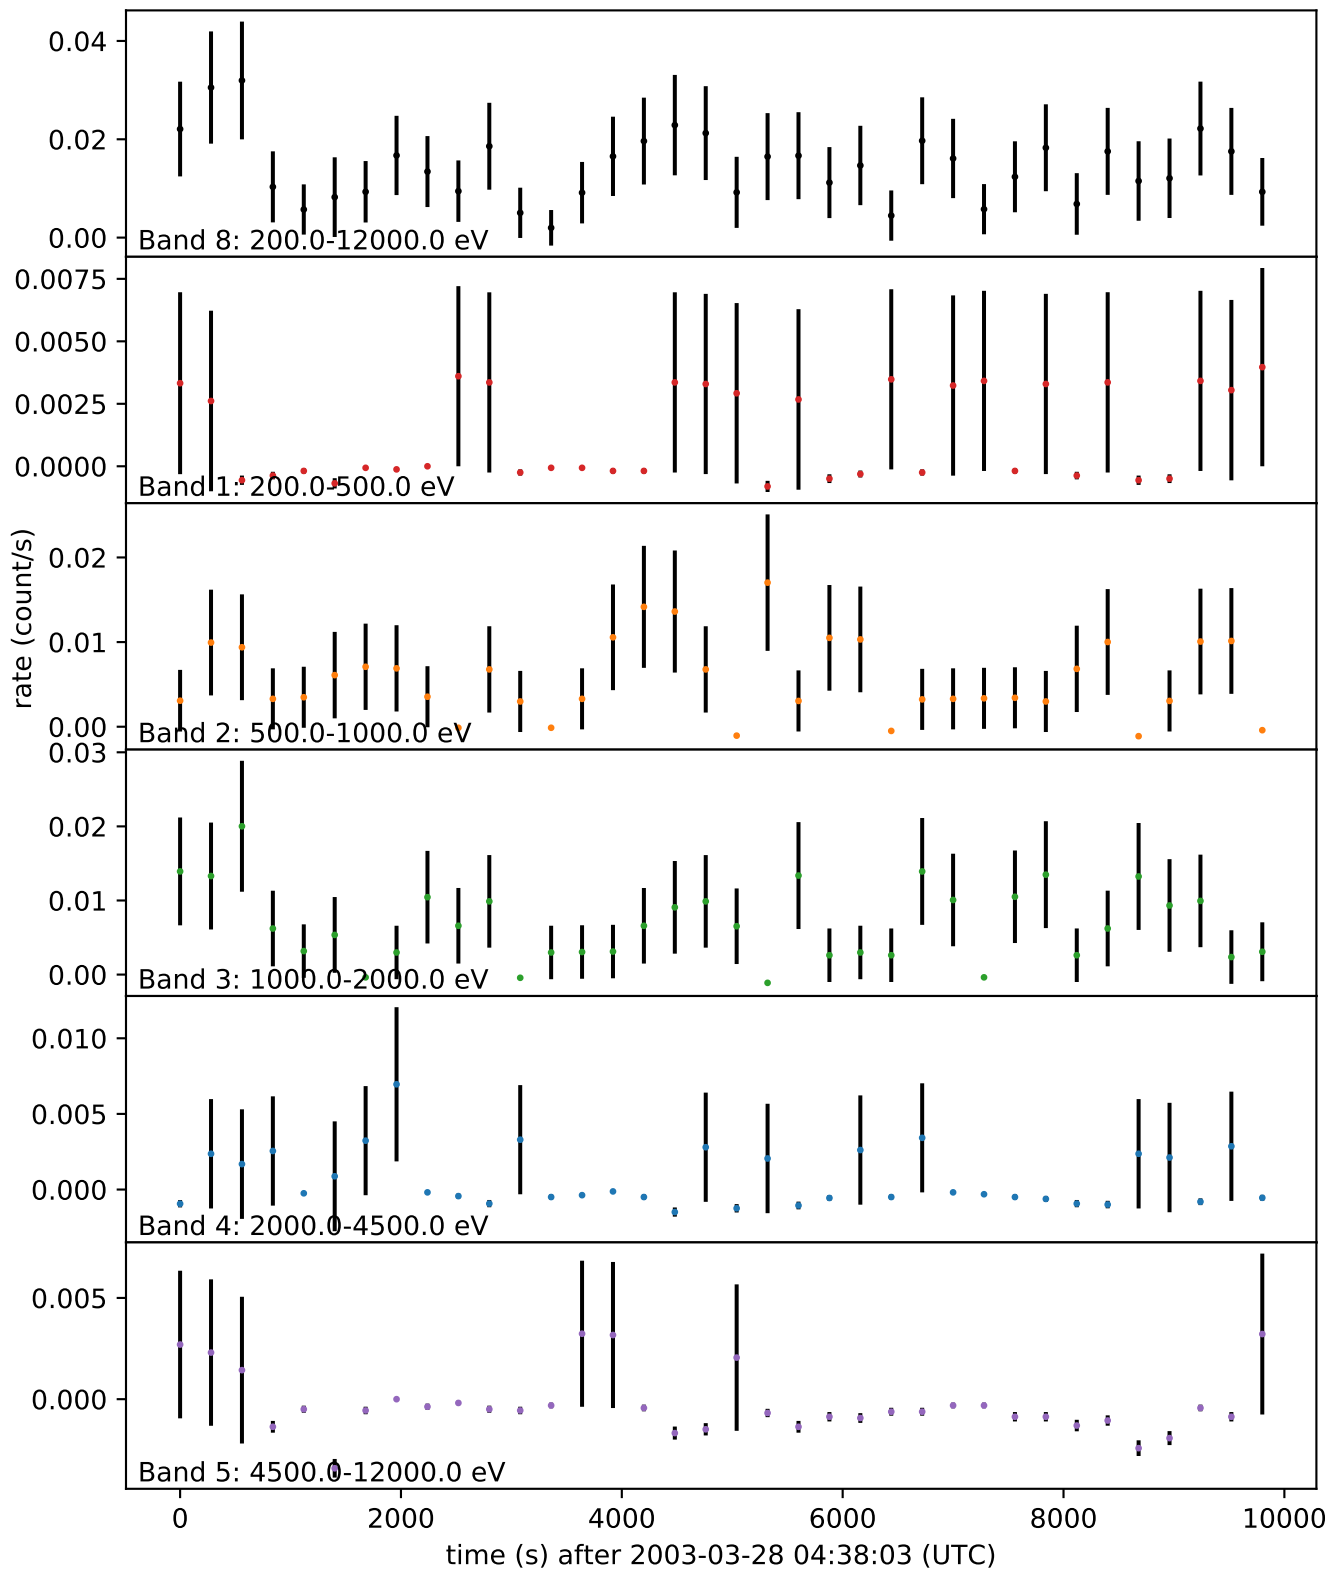 0.04
0.02
0.00
Band 8: 200.0-12000.0 eV
0.0075
0.0050
0.0025
0.0000
Band 1: 200.0-500.0 eV
rate (count/s)
0.02
0.01
0.00
Band 2: 500.0-1000.0 eV
0.03
0.02
0.01
0.00
Band 3: 1000.0-2000.0 eV
0.010
0.005
0.000
Band 4: 2000.0-4500.0 eV
0.005
0.000
Band 5: 4500.0-12000.0 eV
0 2000 4000 6000 8000 10000
time (s) after 2003-03-28 04:38:03 (UTC)